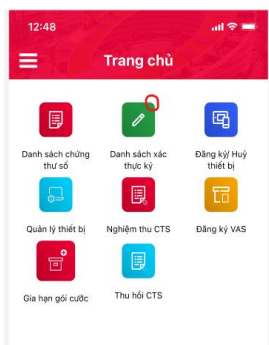 12:48
Trang chủ
Danh sách chứng
thư số
Danh sách xác
thực ký
Đăng ký/ Huỷ
thiết bị
Quản lý thiết bị
Nghiệm thu CTS
Đăng ký VAS
Gia hạn gói cước
Thu hồi CTS